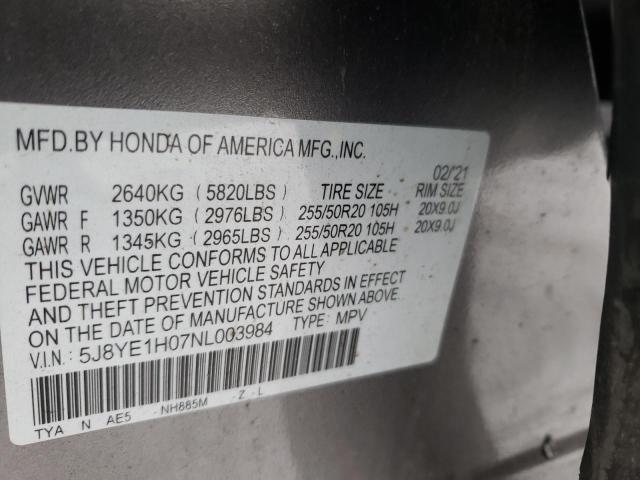 MFD.BY HONDA OF AMERICA MFG.,INC.
02/'21
GVWR 2640KG (5820LBS) TIRE SIZE RIM SIZE
GAWR F 1350KG (2976LBS) 255/50R20 105H 20X9.0J
GAWR R 1345KG (2965LBS) 255/50R20 105H 20X9.0J
THIS VEHICLE CONFORMS TO ALL APPLICABLE
FEDERAL MOTOR VEHICLE SAFETY
AND THEFT PREVENTION STANDARDS IN EFFECT
ON THE DATE OF MANUFACTURE SHOWN ABOVE.
V.I.N: 5J8YE1H07NL003984 TYPE: MPV
TYA N AE5 - NH885M - Z - L